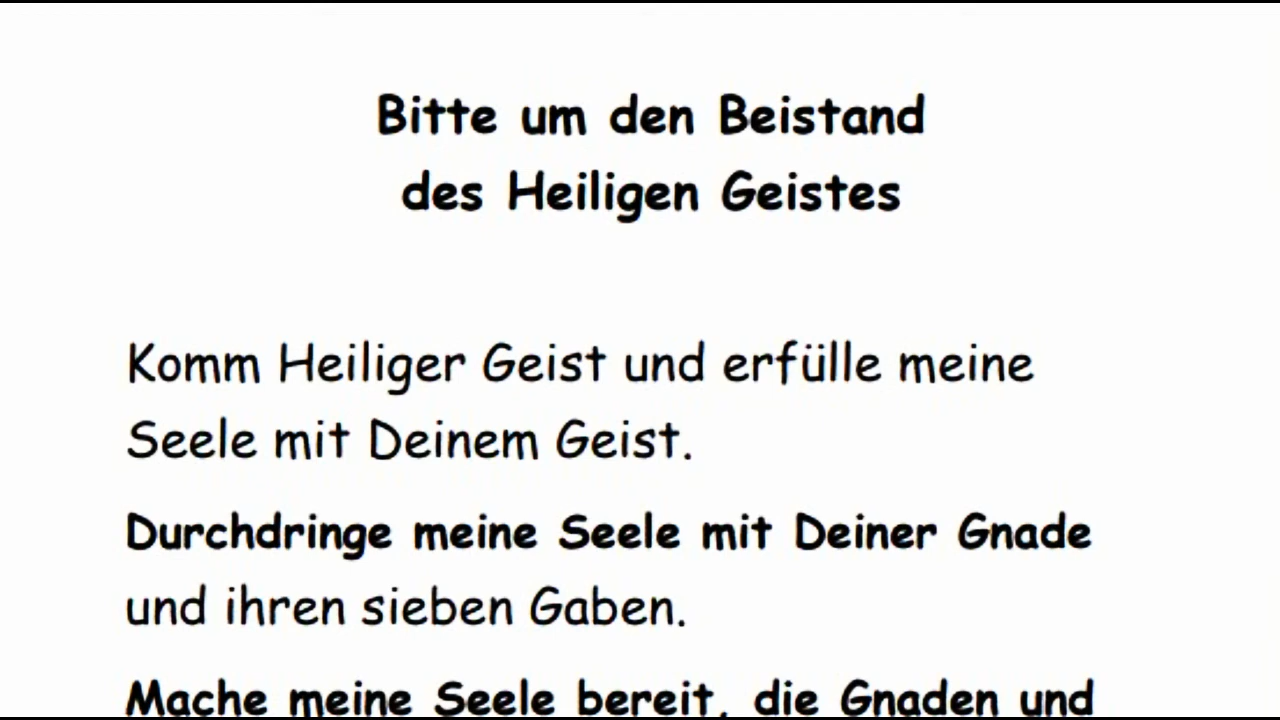 Bitte um den Beistand
des Heiligen Geistes
Komm Heiliger Geist und erfülle meine
Seele mit Deinem Geist.
Durchdringe meine Seele mit Deiner Gnade
und ihren sieben Gaben.
Mache meine Seele bereit, die Gnaden und